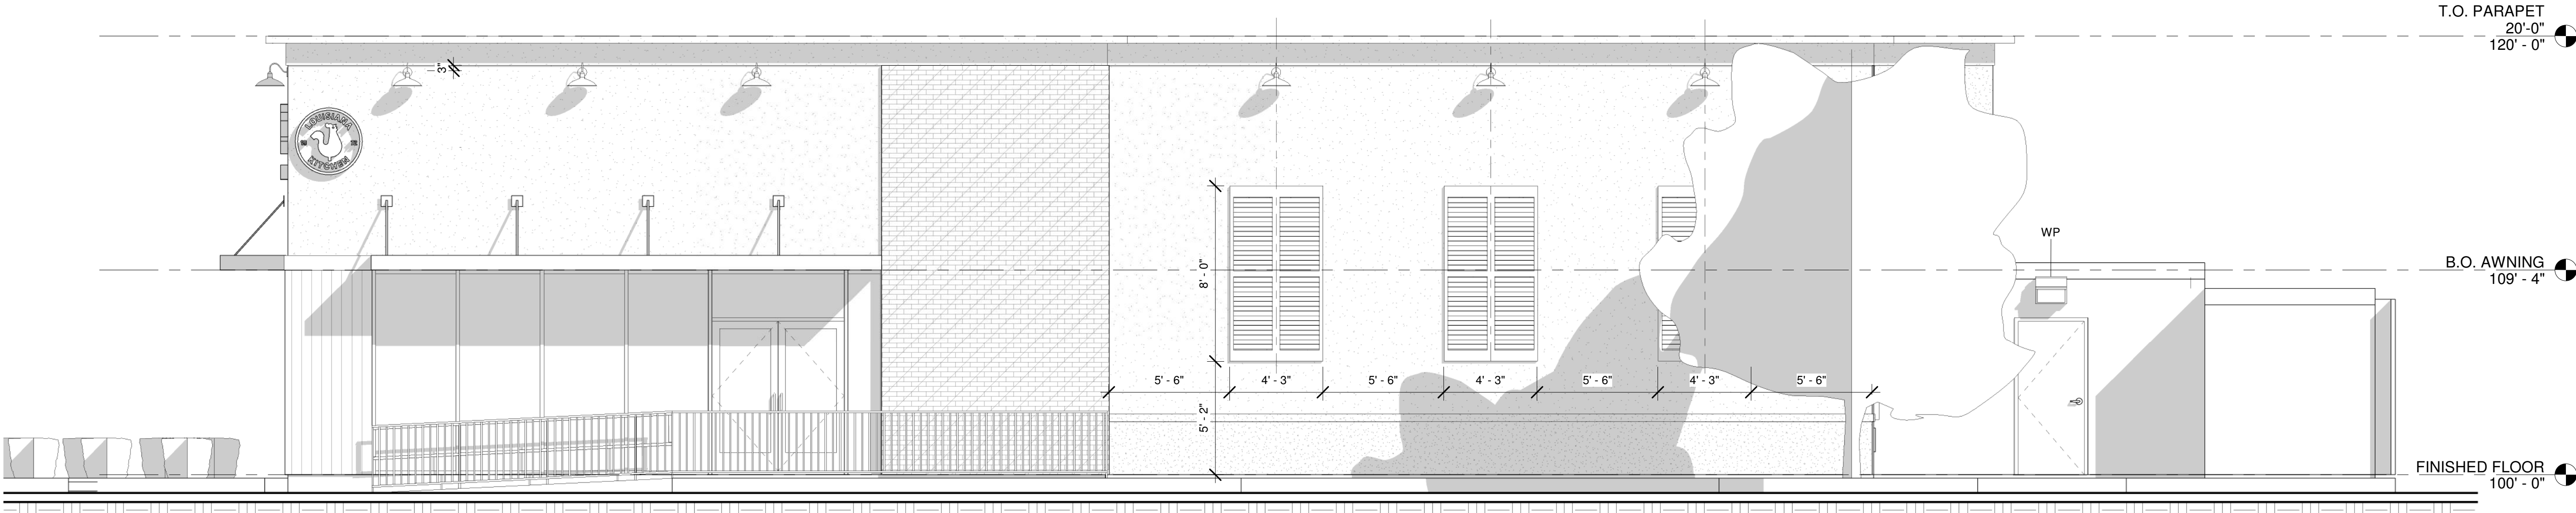 T.O. PARAPET
20'-0"
120' - 0"
3"
LOUISIANA
KITCHEN
WP
8' - 0"
B.O. AWNING
109' - 4"
5' - 6"
4' - 3"
5' - 6"
4' - 3"
5' - 6"
4' - 3"
5' - 6"
5' - 2"
FINISHED FLOOR
100' - 0"